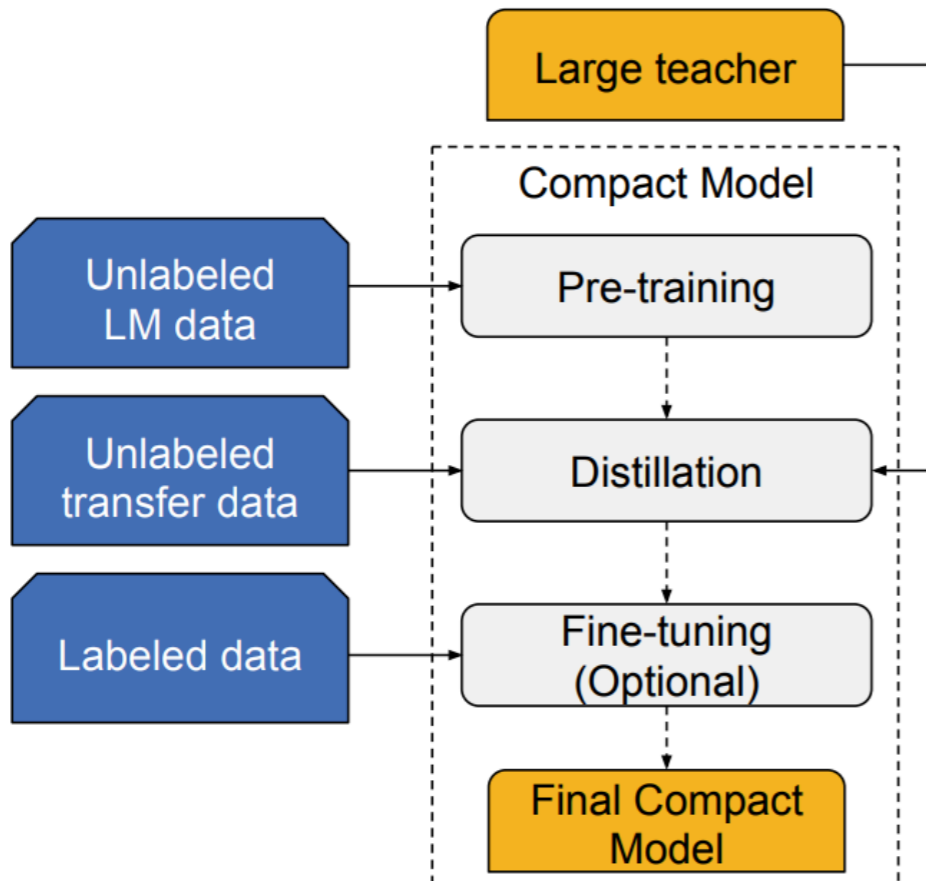 Large teacher
Compact Model
Unlabeled
LM data
Pre-training
Unlabeled
transfer data
Distillation
Labeled data
Fine-tuning
(Optional)
Final Compact
Model